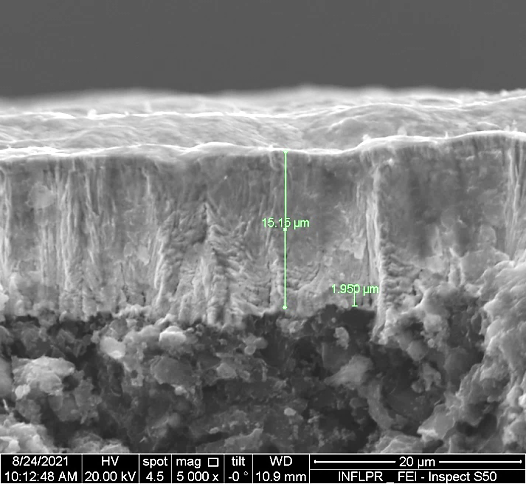 15.15 µm
1.950 µm
8/24/2021 HV spot mag □ tilt WD 20 µm
10:12:48 AM 20.00 kV 4.5 5 000 x -0 ° 10.9 mm INFLPR _ FEI - Inspect S50